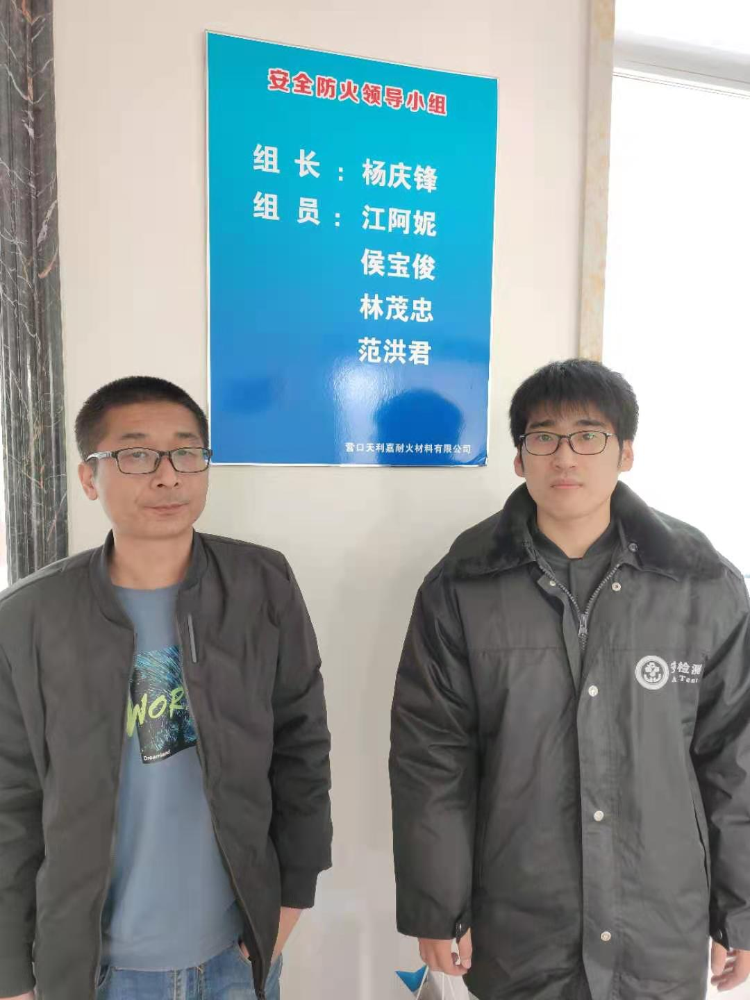 安全防火领导小组
组 长 ： 杨庆锋
组 员 ： 江阿妮
侯宝俊
林茂忠
范洪君
营口天利嘉耐火材料有限公司
WOR
Dreamland
安检测
A Test